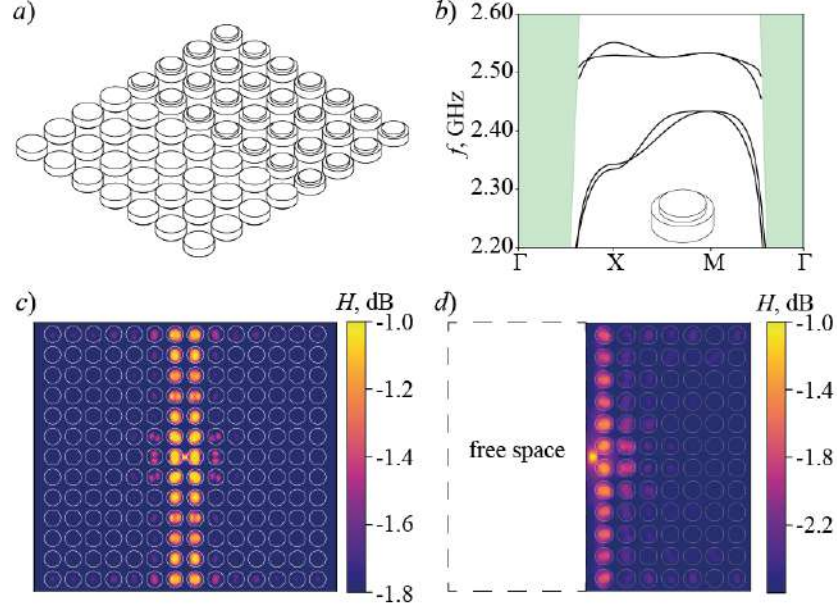 a)
b)
2.60
2.50
2.40
2.30
2.20
f, GHz
Γ
X
M
Γ
c)
H, dB
-1.0
-1.2
-1.4
-1.6
-1.8
d)
H, dB
-1.0
-1.4
-1.8
-2.2
free space